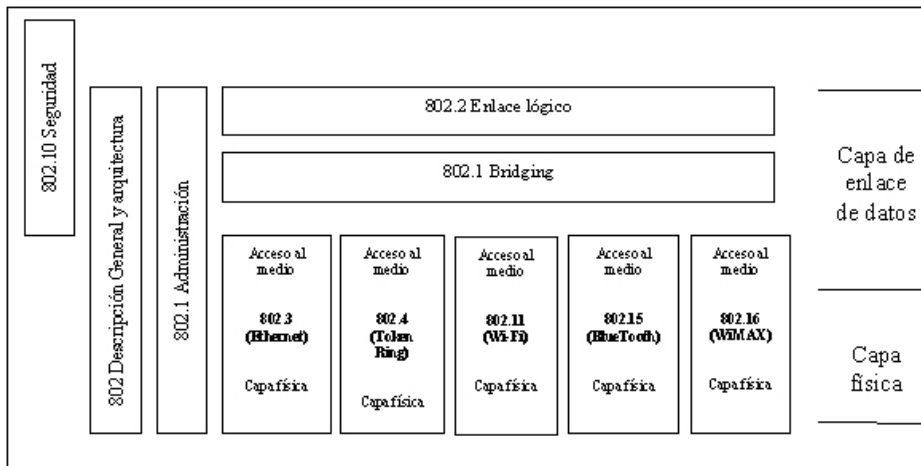 802.10 Seguridad
802 Descripción General y arquitectura
802.1 Administración
802.2 Enlace lógico
802.1 Bridging
Acceso al
medio
802.3
(Ethernet)
Capa física
Acceso al
medio
802.4
(Token
Ring)
Capa física
Acceso al
medio
802.11
(Wi-Fi)
Capa física
Acceso al
medio
802.15
(BlueTooth)
Capa física
Acceso al
medio
802.16
(WiMAX)
Capa física
Capa de
enlace
de datos
Capa
física